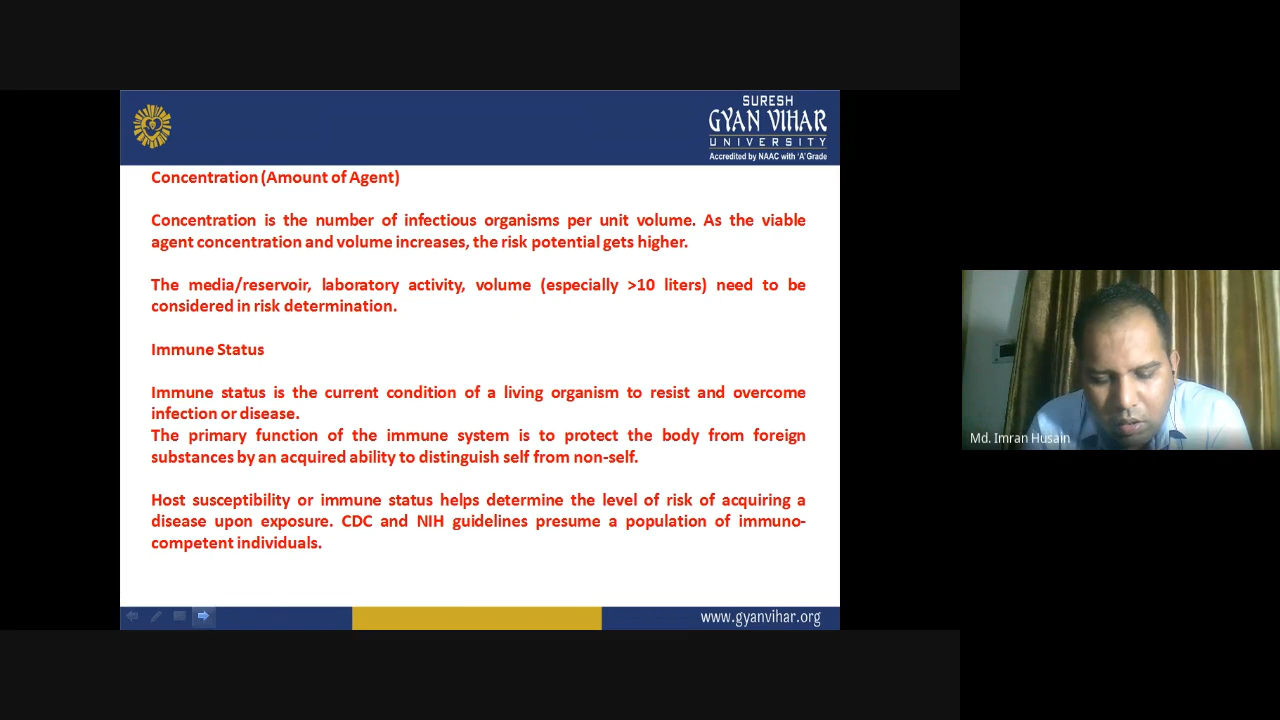 SURESH
GYAN VIHAR
UNIVERSITY
Accredited by NAAC with 'A' Grade
Concentration (Amount of Agent)
Concentration is the number of infectious organisms per unit volume. As the viable
agent concentration and volume increases, the risk potential gets higher.
The media/reservoir, laboratory activity, volume (especially >10 liters) need to be
considered in risk determination.
Immune Status
Immune status is the current condition of a living organism to resist and overcome
infection or disease.
The primary function of the immune system is to protect the body from foreign
substances by an acquired ability to distinguish self from non-self.
Host susceptibility or immune status helps determine the level of risk of acquiring a
disease upon exposure. CDC and NIH guidelines presume a population of immuno-
competent individuals.
www.gyanvihar.org
Md. Imran Husain